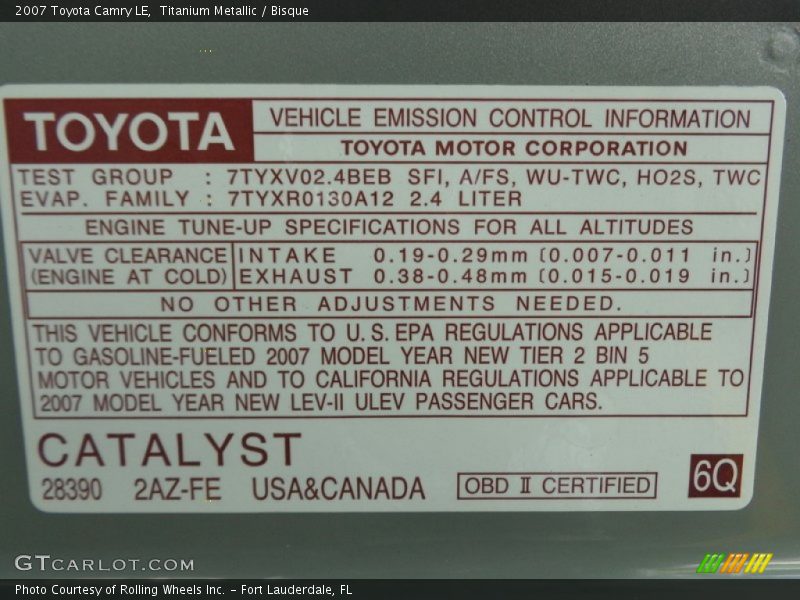 2007 Toyota Camry LE, Titanium Metallic / Bisque
TOYOTA
VEHICLE EMISSION CONTROL INFORMATION
TOYOTA MOTOR CORPORATION
TEST GROUP : 7TYXV02.4BEB SFI, A/FS, WU-TWC, HO2S, TWC
EVAP. FAMILY : 7TYXR0130A12 2.4 LITER
ENGINE TUNE-UP SPECIFICATIONS FOR ALL ALTITUDES
VALVE CLEARANCE INTAKE 0.19-0.29mm (0.007-0.011 in.)
(ENGINE AT COLD) EXHAUST 0.38-0.48mm (0.015-0.019 in.)
NO OTHER ADJUSTMENTS NEEDED.
THIS VEHICLE CONFORMS TO U.S. EPA REGULATIONS APPLICABLE
TO GASOLINE-FUELED 2007 MODEL YEAR NEW TIER 2 BIN 5
MOTOR VEHICLES AND TO CALIFORNIA REGULATIONS APPLICABLE TO
2007 MODEL YEAR NEW LEV-II ULEV PASSENGER CARS.
CATALYST
28390 2AZ-FE USA&CANADA OBD II CERTIFIED 6Q
GTCARLOT.COM
Photo Courtesy of Rolling Wheels Inc. – Fort Lauderdale, FL